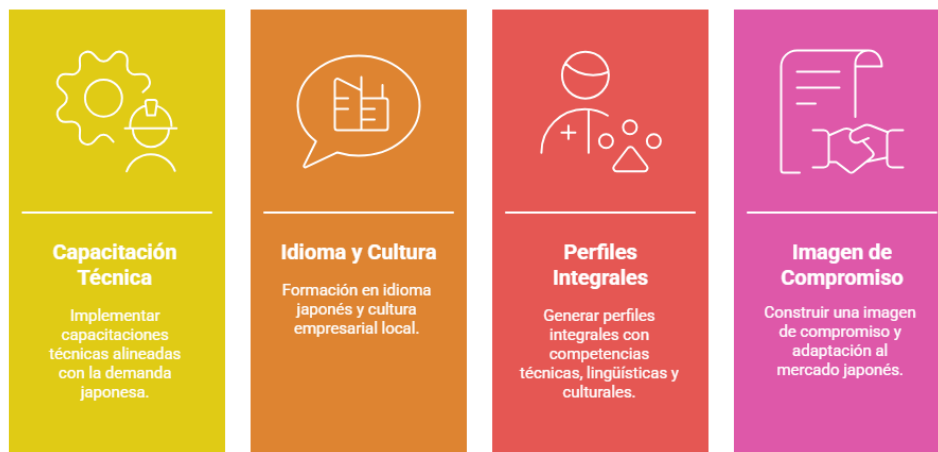 Capacitación
Técnica
Implementar
capacitaciones
técnicas alineadas
con la demanda
japonesa.
Idioma y Cultura
Formación en idioma
japonés y cultura
empresarial local.
Perfiles
Integrales
Generar perfiles
integrales con
competencias
técnicas, lingüísticas y
culturales.
Imagen de
Compromiso
Construir una imagen
de compromiso y
adaptación al
mercado japonés.